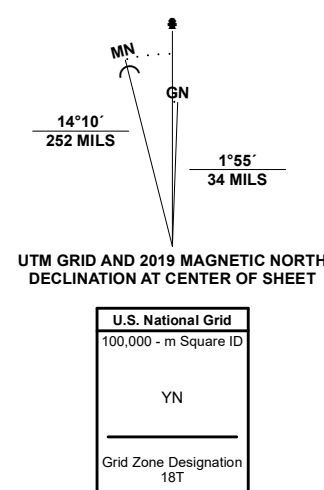 MN
GN
14°10´
252 MILS
1°55´
34 MILS
UTM GRID AND 2019 MAGNETIC NORTH
DECLINATION AT CENTER OF SHEET
U.S. National Grid
100,000 - m Square ID
YN
Grid Zone Designation
18T